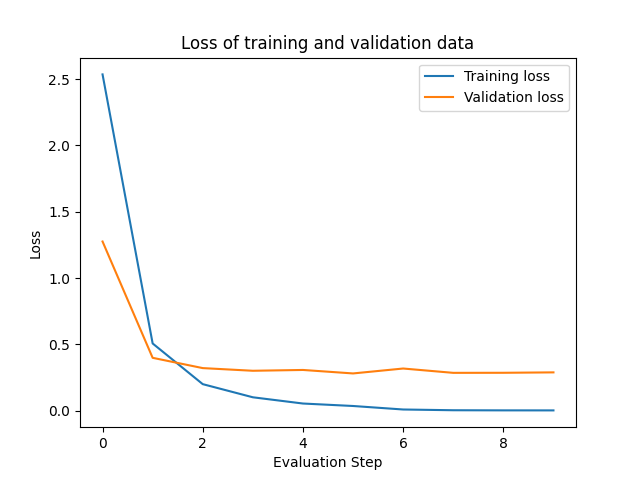 Loss of training and validation data
Training loss
Validation loss
2.5
2.0
1.5
1.0
0.5
0.0
Loss
0 2 4 6 8
Evaluation Step